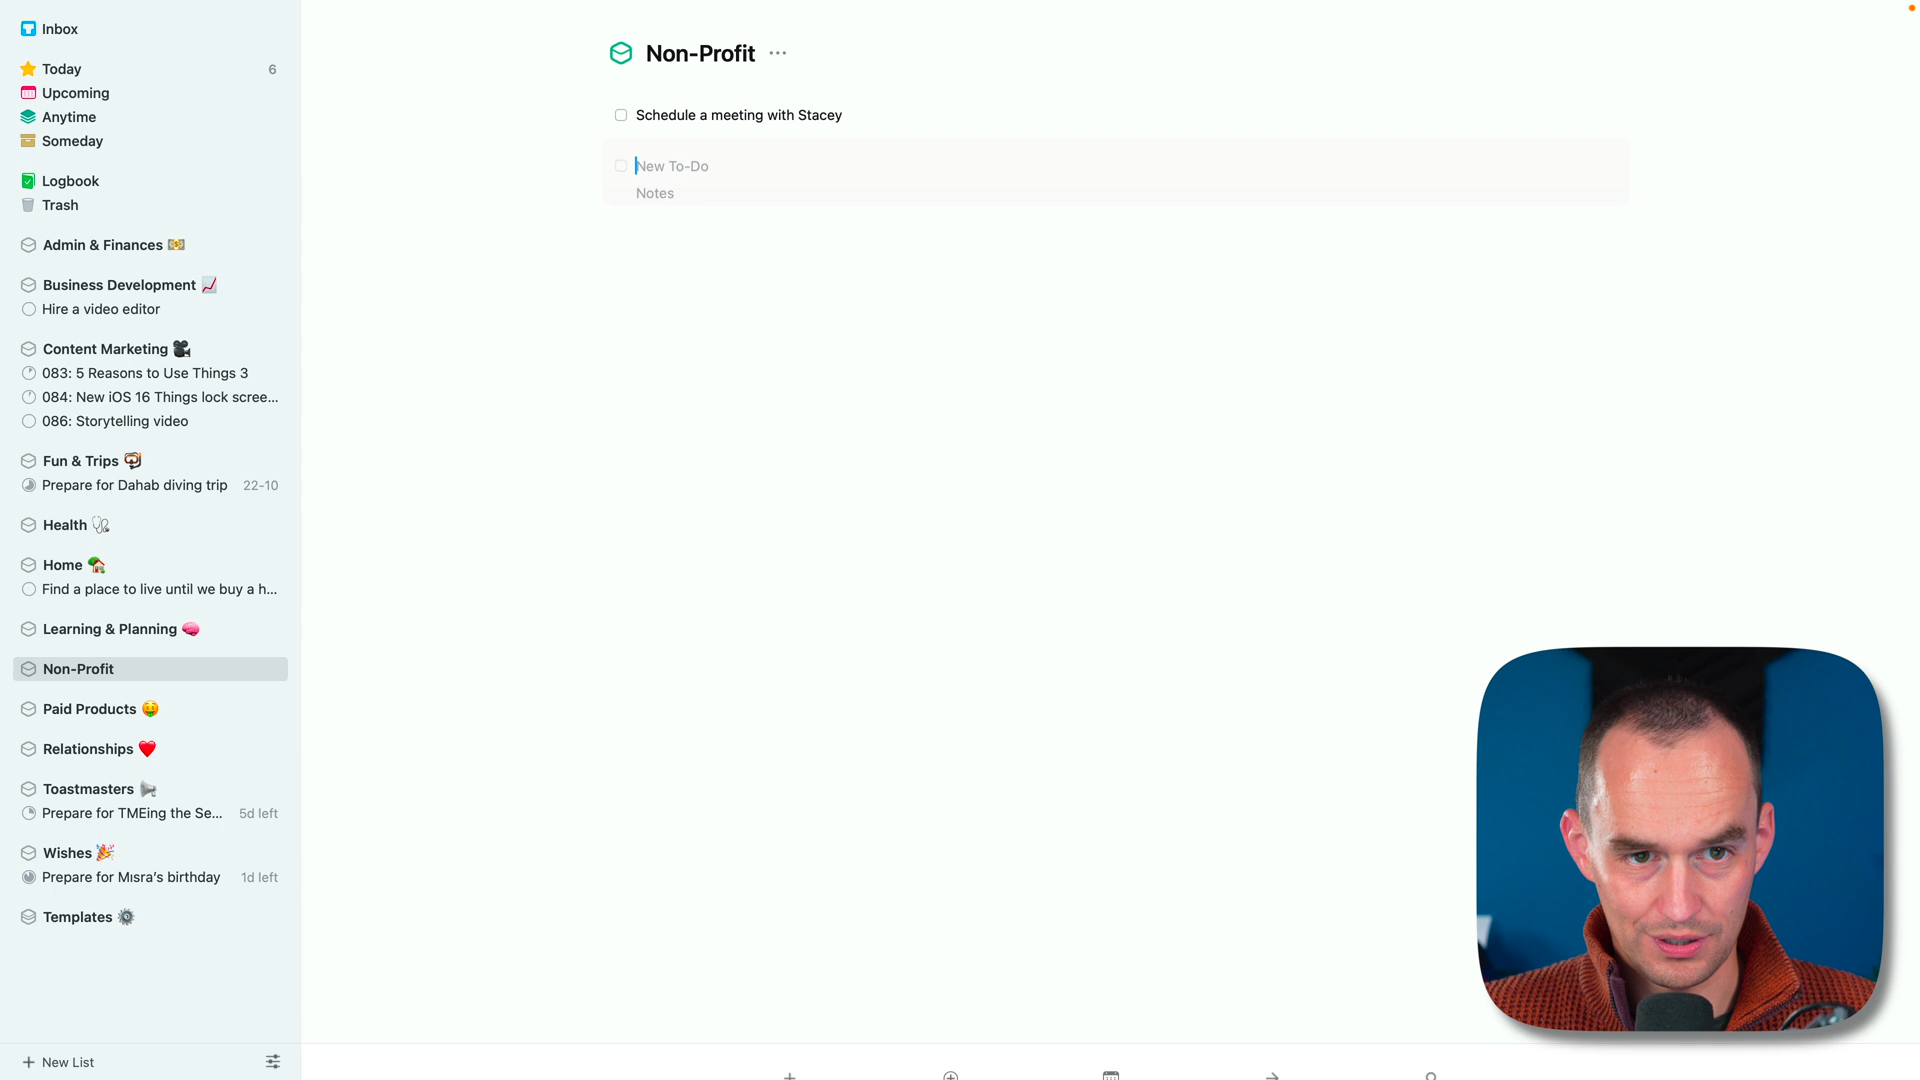 Inbox
Today 6
Upcoming
Anytime
Someday
Logbook
Trash
Admin & Finances
Business Development
Hire a video editor
Content Marketing
083: 5 Reasons to Use Things 3
084: New iOS 16 Things lock scree...
086: Storytelling video
Fun & Trips
Prepare for Dahab diving trip 22-10
Health
Home
Find a place to live until we buy a h...
Learning & Planning
Non-Profit
Paid Products
Relationships
Toastmasters
Prepare for TMEing the Se... 5d left
Wishes
Prepare for Mısra's birthday 1d left
Templates
New List
Non-Profit
Schedule a meeting with Stacey
New To-Do
Notes